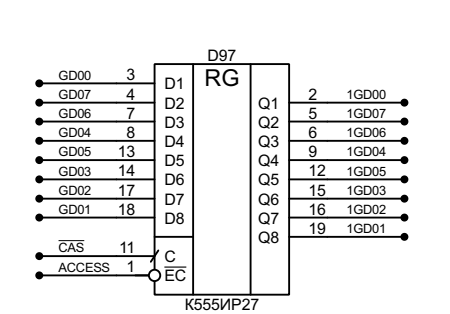 D97
RG
GD00 3 D1
GD07 4 D2 Q1 2 1GD00
GD06 7 D3 Q2 5 1GD07
GD04 8 D4 Q3 6 1GD06
GD05 13 D5 Q4 9 1GD04
GD03 14 D6 Q5 12 1GD05
GD02 17 D7 Q6 15 1GD03
GD01 18 D8 Q7 16 1GD02
Q8 19 1GD01
C̅A̅S̅ 11 C
ACCESS 1 E̅C̅
К555ИР27